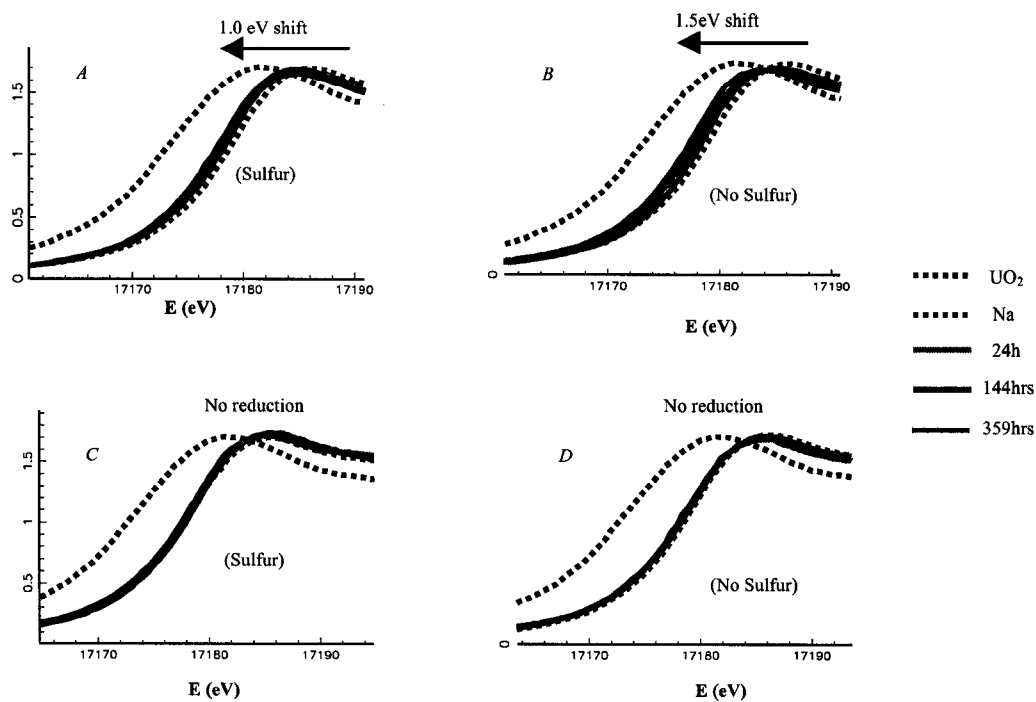 1.0 eV shift
A
(Sulfur)
1.5
1
0.5
0
17170
17180
17190
E (eV)
1.5eV shift
B
(No Sulfur)
0
17170
17180
17190
E (eV)
UO₂
Na
24h
144hrs
359hrs
No reduction
C
(Sulfur)
1.5
1
0.5
17170
17180
17190
E (eV)
No reduction
D
(No Sulfur)
0
17170
17180
17190
E (eV)